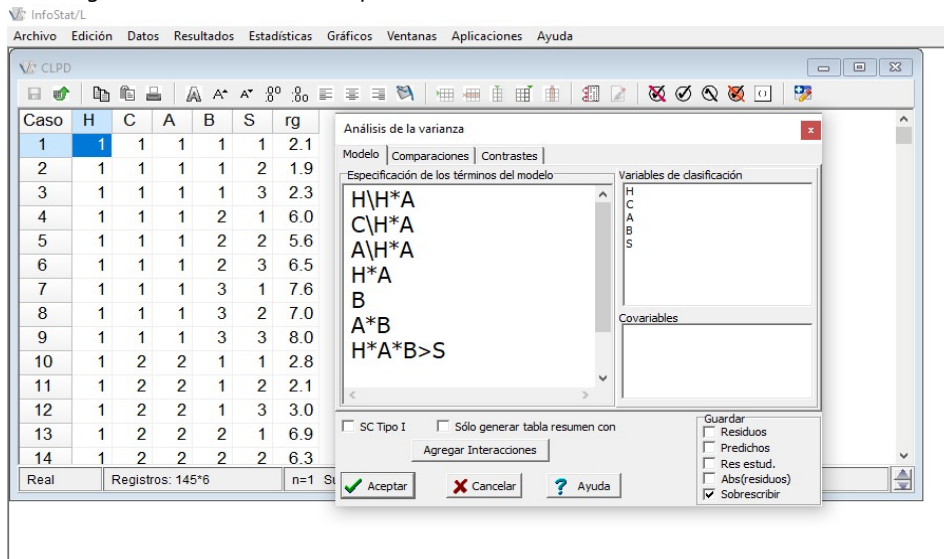 InfoStat/L
Archivo Edición Datos Resultados Estadísticas Gráficos Ventanas Aplicaciones Ayuda
CLPD
Caso H C A B S rg
1 1 1 1 1 1 2.1
2 1 1 1 1 2 1.9
3 1 1 1 1 3 2.3
4 1 1 1 2 1 6.0
5 1 1 1 2 2 5.6
6 1 1 1 2 3 6.5
7 1 1 1 3 1 7.6
8 1 1 1 3 2 7.0
9 1 1 1 3 3 8.0
10 1 2 2 1 1 2.8
11 1 2 2 1 2 2.1
12 1 2 2 1 3 3.0
13 1 2 2 2 1 6.9
14 1 2 2 2 2 6.3
Real Registros: 145*6 n=1
Análisis de la varianza
Modelo Comparaciones Contrastes
Especificación de los términos del modelo
H\H*A
C\H*A
A\H*A
H*A
B
A*B
H*A*B>S
Variables de clasificación
H
C
A
B
S
Covariables
SC Tipo I Sólo generar tabla resumen con
Agregar Interacciones
Aceptar Cancelar Ayuda
Guardar
Residuos
Predichos
Res estud.
Abs(residuos)
Sobrescribir